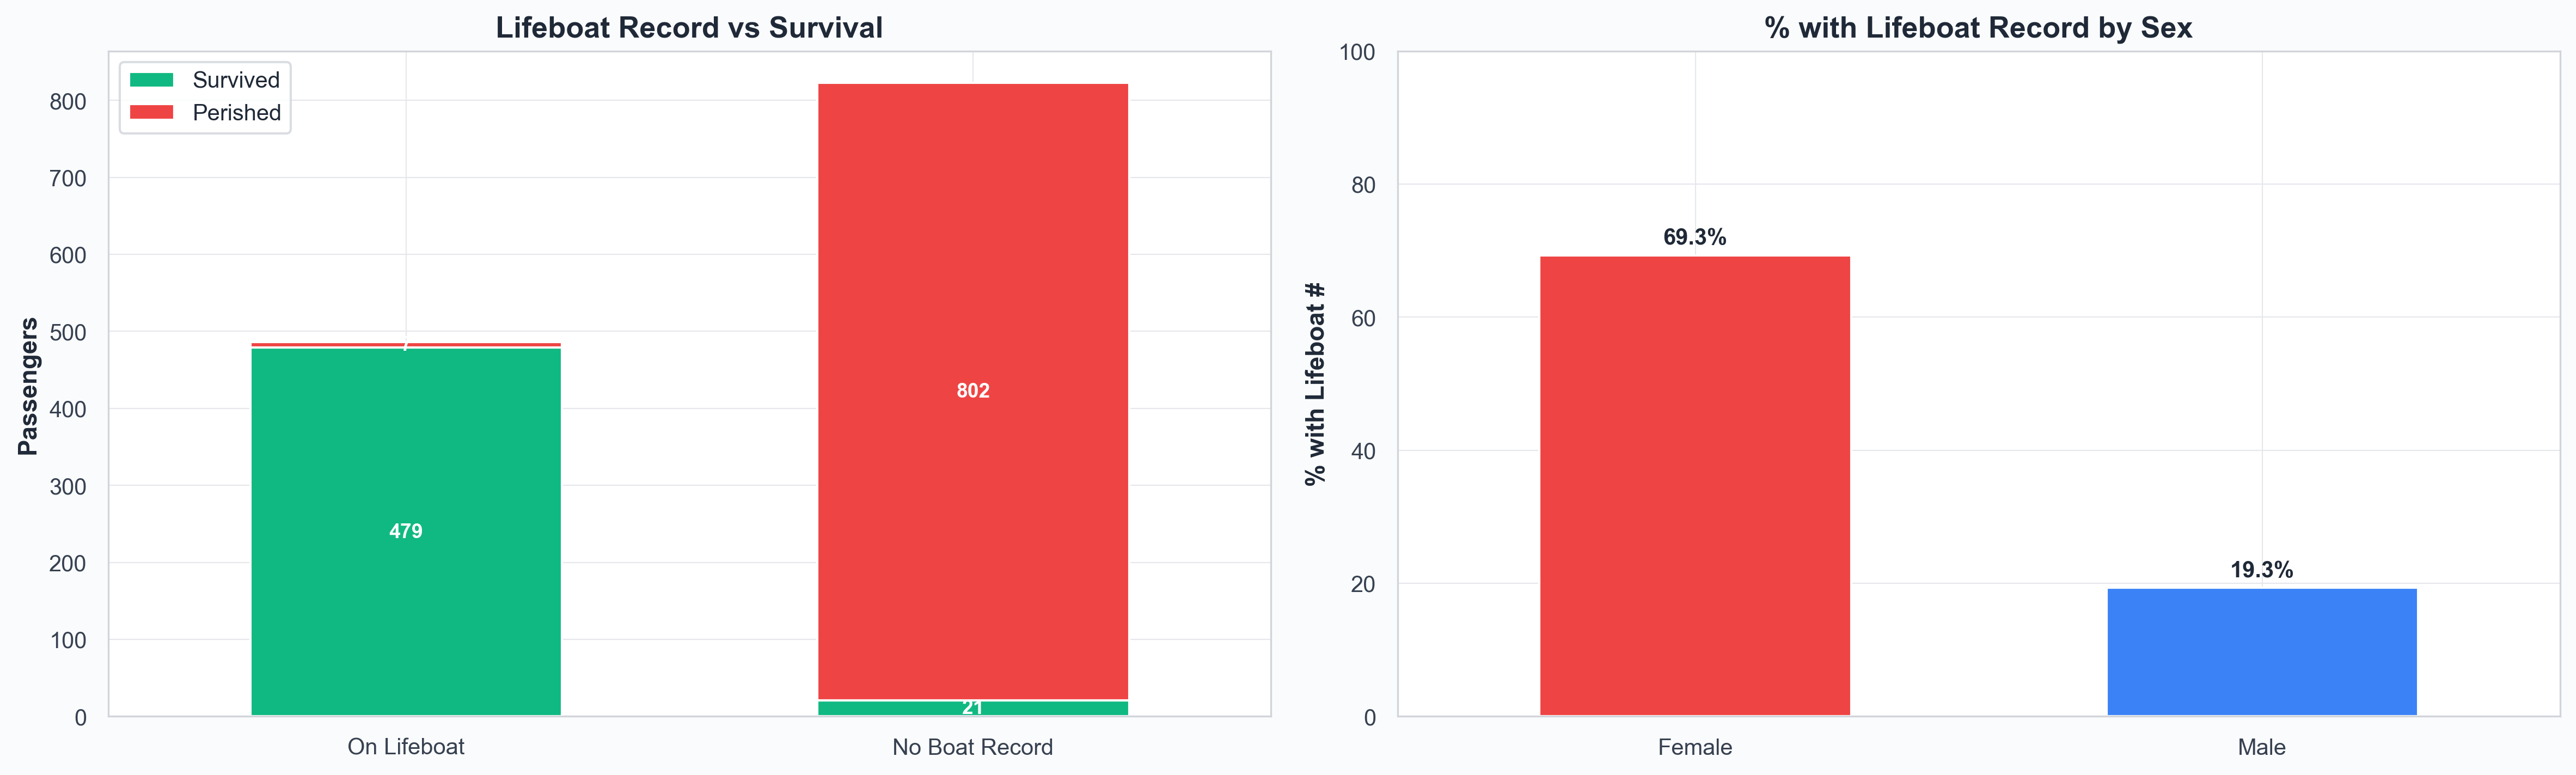 Lifeboat Record vs Survival
Survived
Perished
Passengers
800
700
600
500
400
300
200
100
0
7
479
802
21
On Lifeboat
No Boat Record
% with Lifeboat Record by Sex
% with Lifeboat #
100
80
60
40
20
0
69.3%
19.3%
Female
Male